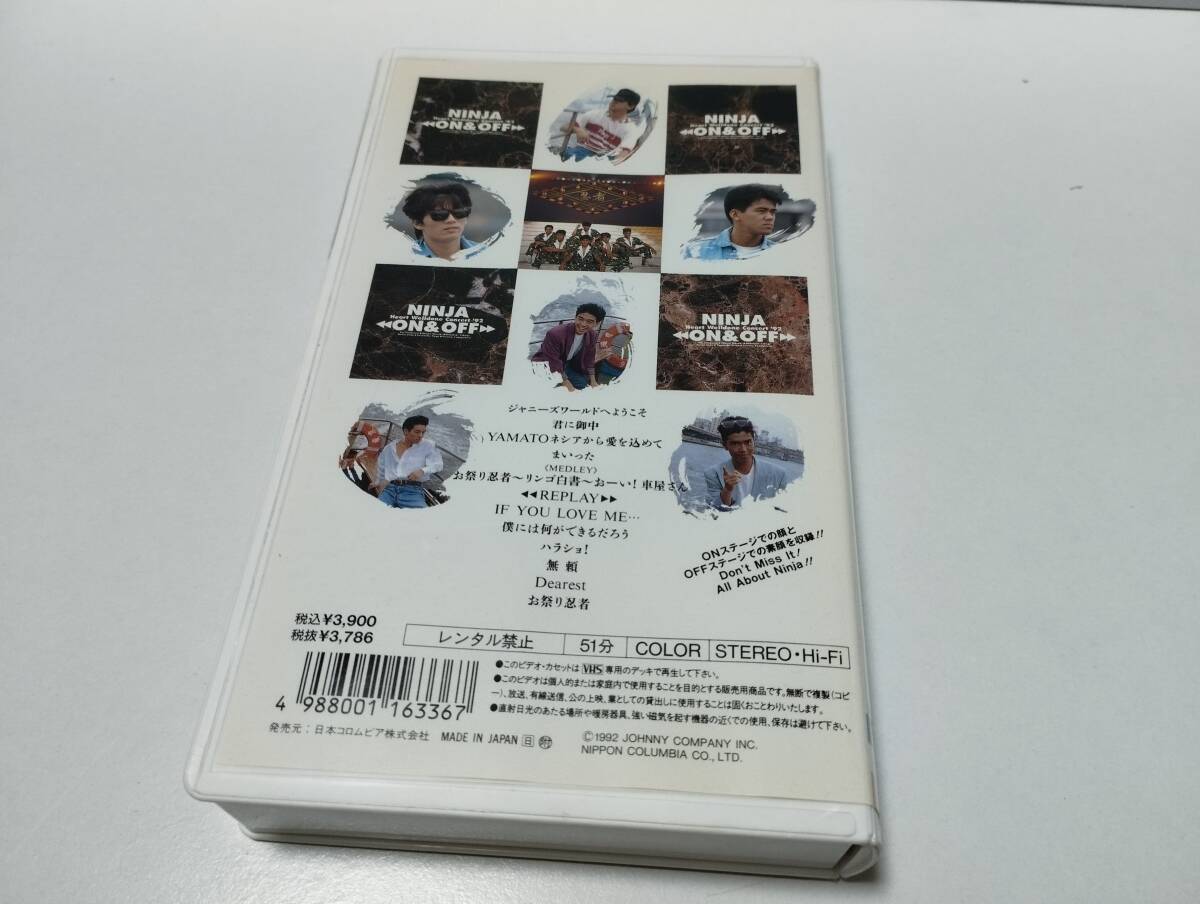 NINJA
Heart Welldone Concert '92
◀◀ON&OFF▶▶
NINJA
Heart Welldone Concert '92
◀◀ON&OFF▶▶
忍者
NINJA
Heart Welldone Concert '92
◀◀ON&OFF▶▶
NINJA
Heart Welldone Concert '92
◀◀ON&OFF▶▶
ジャニーズワールドへようこそ
君に御中
YAMATOネシアから愛を込めて
まいった
〈MEDLEY〉
お祭り忍者〜リンゴ白書〜おーい!車屋さん
◀◀REPLAY▶▶
IF YOU LOVE ME…
僕には何ができるだろう
ハラショ!
無頼
Dearest
お祭り忍者
ONステージでの顔と
OFFステージでの素顔を収録!!
Don't Miss It!
All About Ninja!!
税込¥3,900
税抜¥3,786
レンタル禁止 51分 COLOR STEREO・Hi-Fi
●このビデオ・カセットはVHS専用のデッキで再生して下さい。
●このビデオは個人的または家庭内で使用することを目的とする販売用商品です。無断で複製(コピ
ー)、放送、有線送信、公の上映、業としての貸出しに使用することは固くおことわりいたします。
●直射日光のあたる場所や暖房器具、強い磁気を起す機器の近くでの使用、保存は避けて下さい。
4 988001 163367
発売元:日本コロムビア株式会社 MADE IN JAPAN
©1992 JOHNNY COMPANY INC.
NIPPON COLUMBIA CO., LTD.